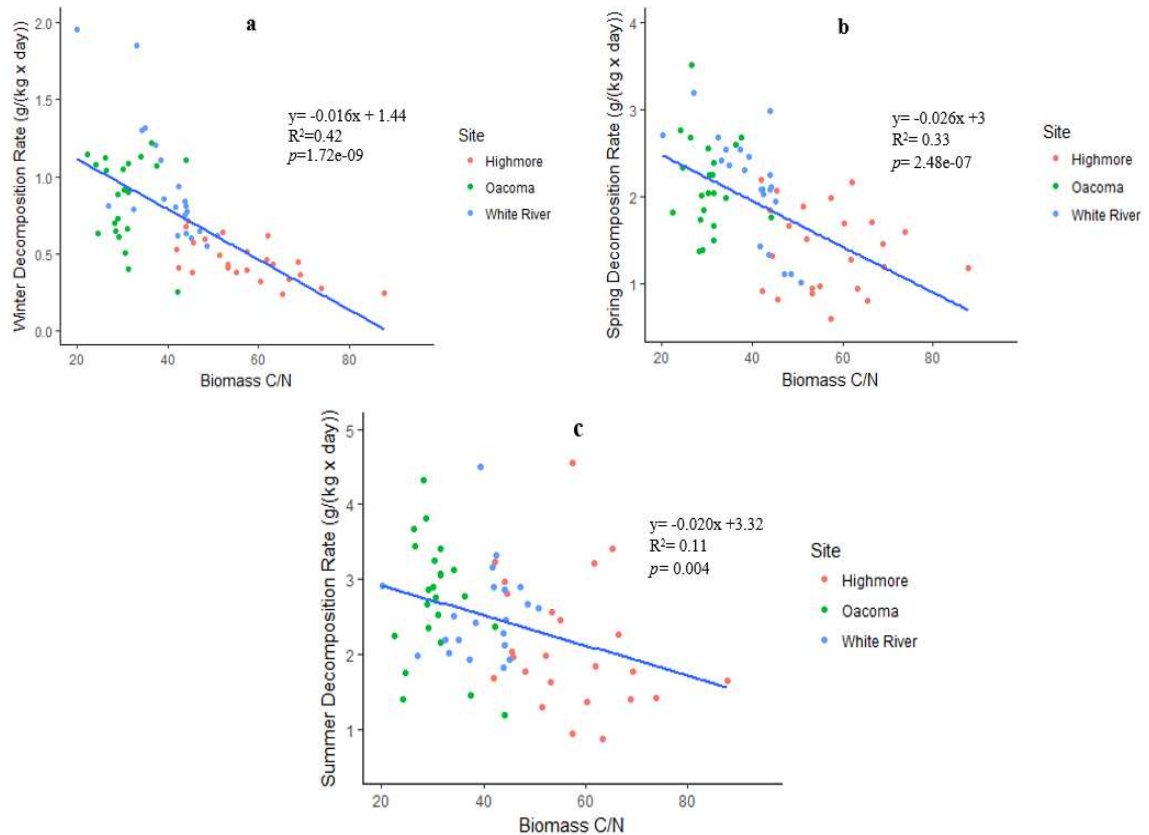 a
Winter Decomposition Rate (g/(kg x day))
2.0
1.5
1.0
0.5
0.0
y= -0.016x + 1.44
R²=0.42
p=1.72e-09
Site
Highmore
Oacoma
White River
20 40 60 80
Biomass C/N
b
Spring Decomposition Rate (g/(kg x day))
4
3
2
1
y= -0.026x +3
R²= 0.33
p= 2.48e-07
Site
Highmore
Oacoma
White River
20 40 60 80
Biomass C/N
c
Summer Decomposition Rate (g/(kg x day))
5
4
3
2
1
y= -0.020x +3.32
R²= 0.11
p= 0.004
Site
Highmore
Oacoma
White River
20 40 60 80
Biomass C/N